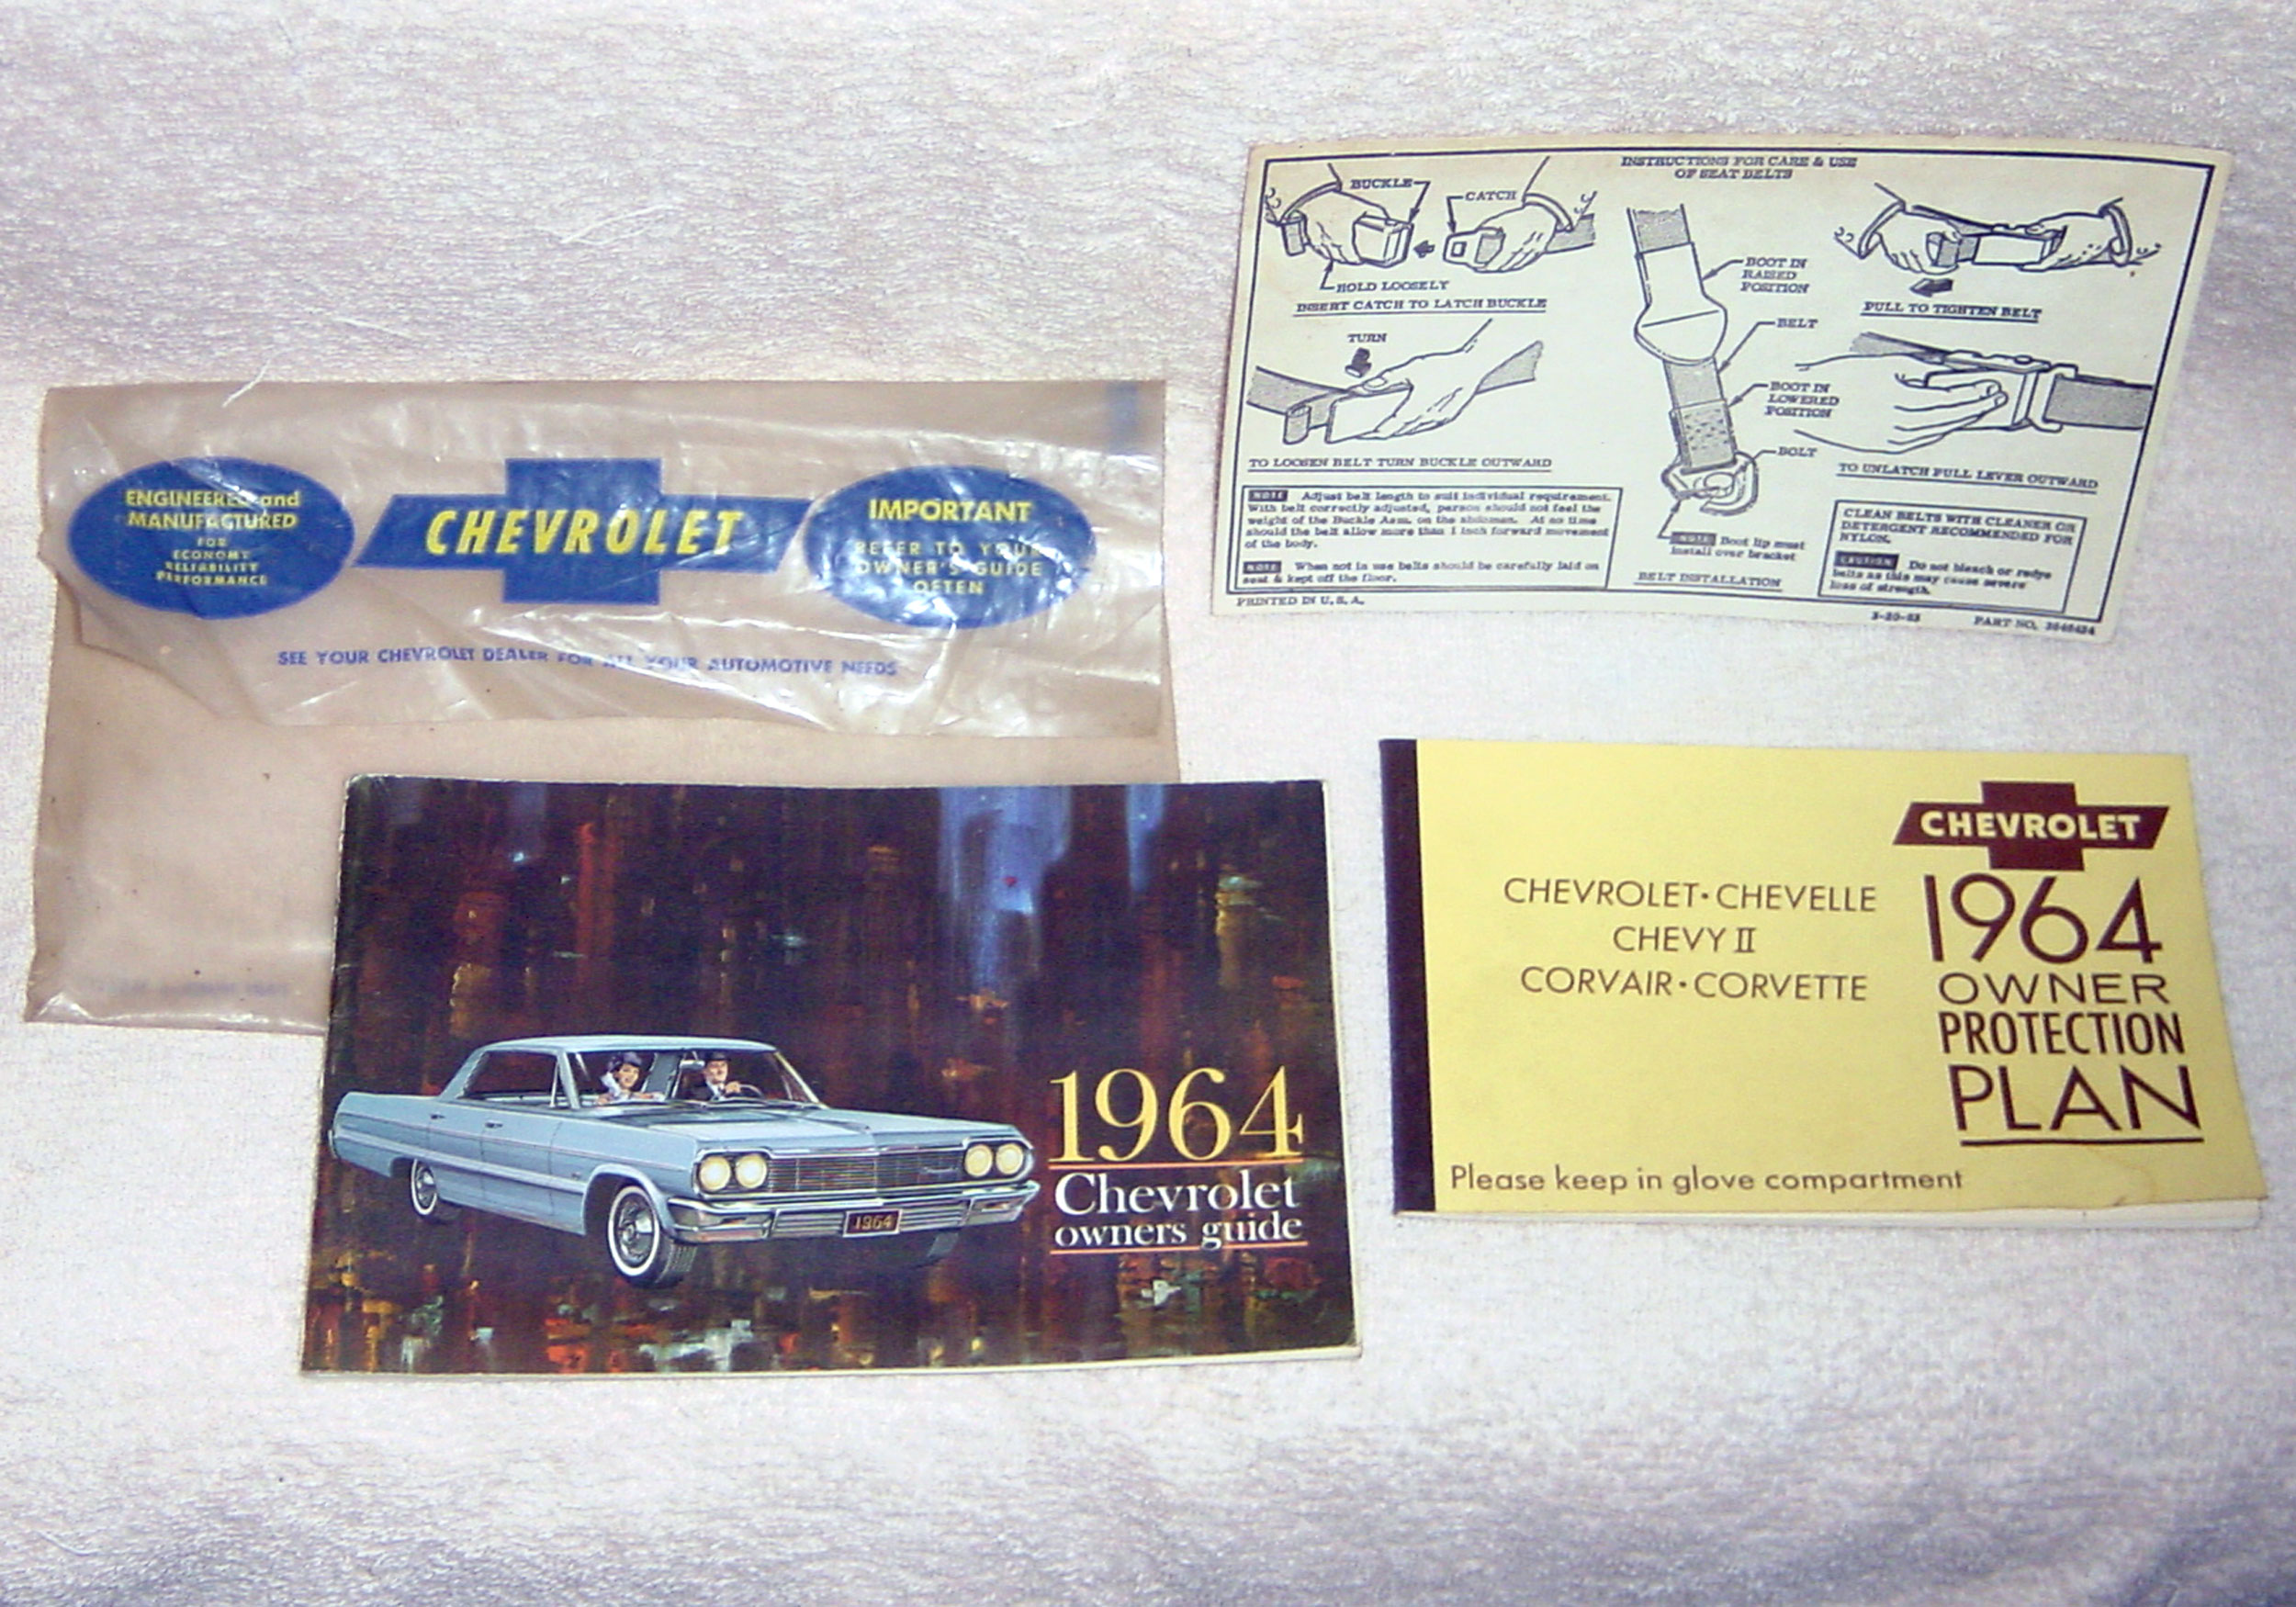 ENGINEERED and
MANUFACTURED
FOR
ECONOMY
RELIABILITY
PERFORMANCE
CHEVROLET
IMPORTANT
REFER TO YOUR
OWNER'S GUIDE
OFTEN
SEE YOUR CHEVROLET DEALER FOR ALL YOUR AUTOMOTIVE NEEDS
INSTRUCTIONS FOR CARE & USE
OF SEAT BELTS
BUCKLE
CATCH
HOLD LOOSELY
INSERT CATCH TO LATCH BUCKLE
BOOT IN
RAISED
POSITION
PULL TO TIGHTEN BELT
TURN
BELT
BOOT IN
LOWERED
POSITION
TO LOOSEN BELT TURN BUCKLE OUTWARD
BOLT
TO UNLATCH PULL LEVER OUTWARD
NOTE Adjust belt length to suit individual requirement.
With belt correctly adjusted, person should not feel the
weight of the Buckle Asm. on the abdomen. At no time
should the belt allow more than 1 inch forward movement
of the body.
NOTE When not in use belts should be carefully laid on
seat & kept off the floor.
NOTE Boot lip must
install over bracket
BELT INSTALLATION
CLEAN BELTS WITH CLEANER OR
DETERGENT RECOMMENDED FOR
NYLON.
CAUTION Do not bleach or redye
belts as this may cause severe
loss of strength.
PRINTED IN U.S.A.
3-20-63
PART NO.
1964
1964
Chevrolet
owners guide
CHEVROLET
CHEVROLET•CHEVELLE
CHEVY II
CORVAIR•CORVETTE
1964
OWNER
PROTECTION
PLAN
Please keep in glove compartment